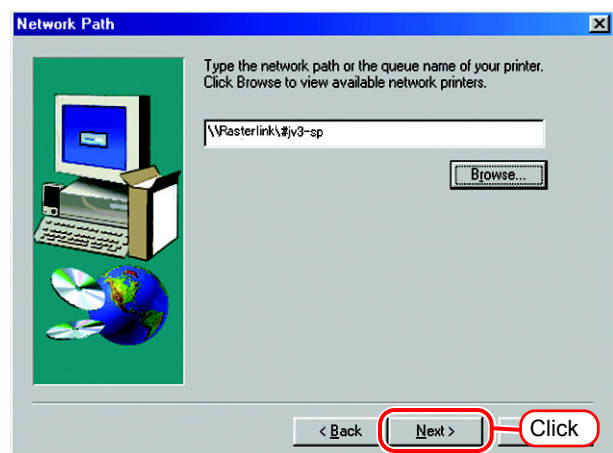 Network Path
Type the network path or the queue name of your printer.
Click Browse to view available network printers.
\\Rasterlink\#jv3-sp
Browse...
< Back
Next >
Click